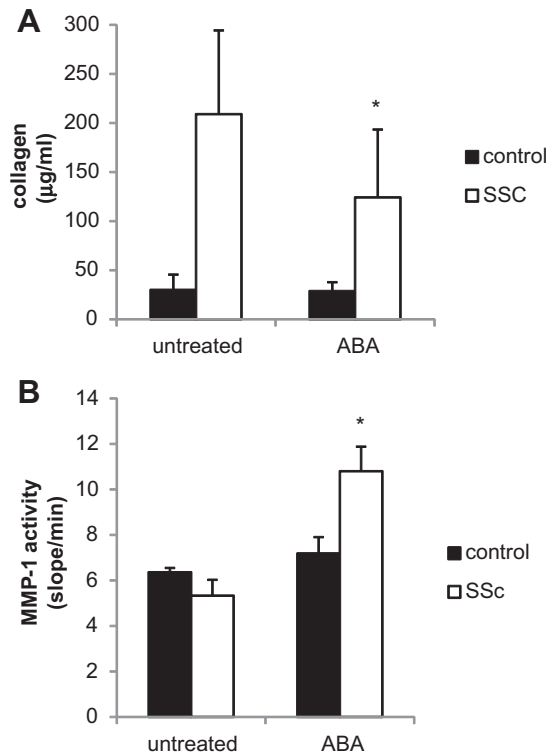 A
300
250
200
150
100
50
0
collagen
(µg/ml)
*
control
SSC
untreated ABA
B
14
12
10
8
6
4
2
0
MMP-1 activity
(slope/min)
*
control
SSc
untreated ABA